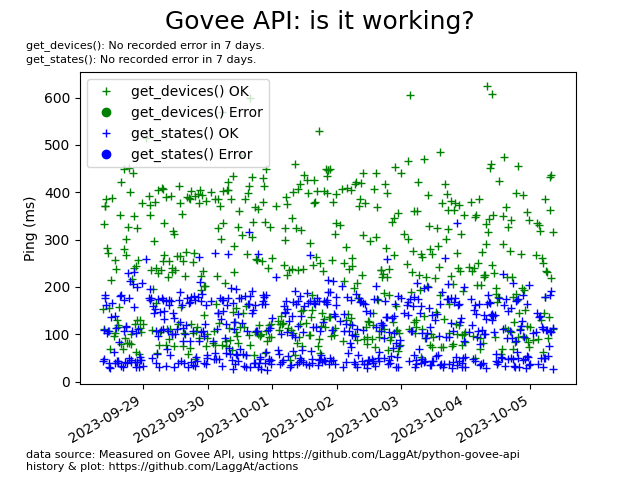 Govee API: is it working?
get_devices(): No recorded error in 7 days.
get_states(): No recorded error in 7 days.
get_devices() OK
get_devices() Error
get_states() OK
get_states() Error
Ping (ms)
600
500
400
300
200
100
0
2023-09-29
2023-09-30
2023-10-01
2023-10-02
2023-10-03
2023-10-04
2023-10-05
data source: Measured on Govee API, using https://github.com/LaggAt/python-govee-api
history & plot: https://github.com/LaggAt/actions